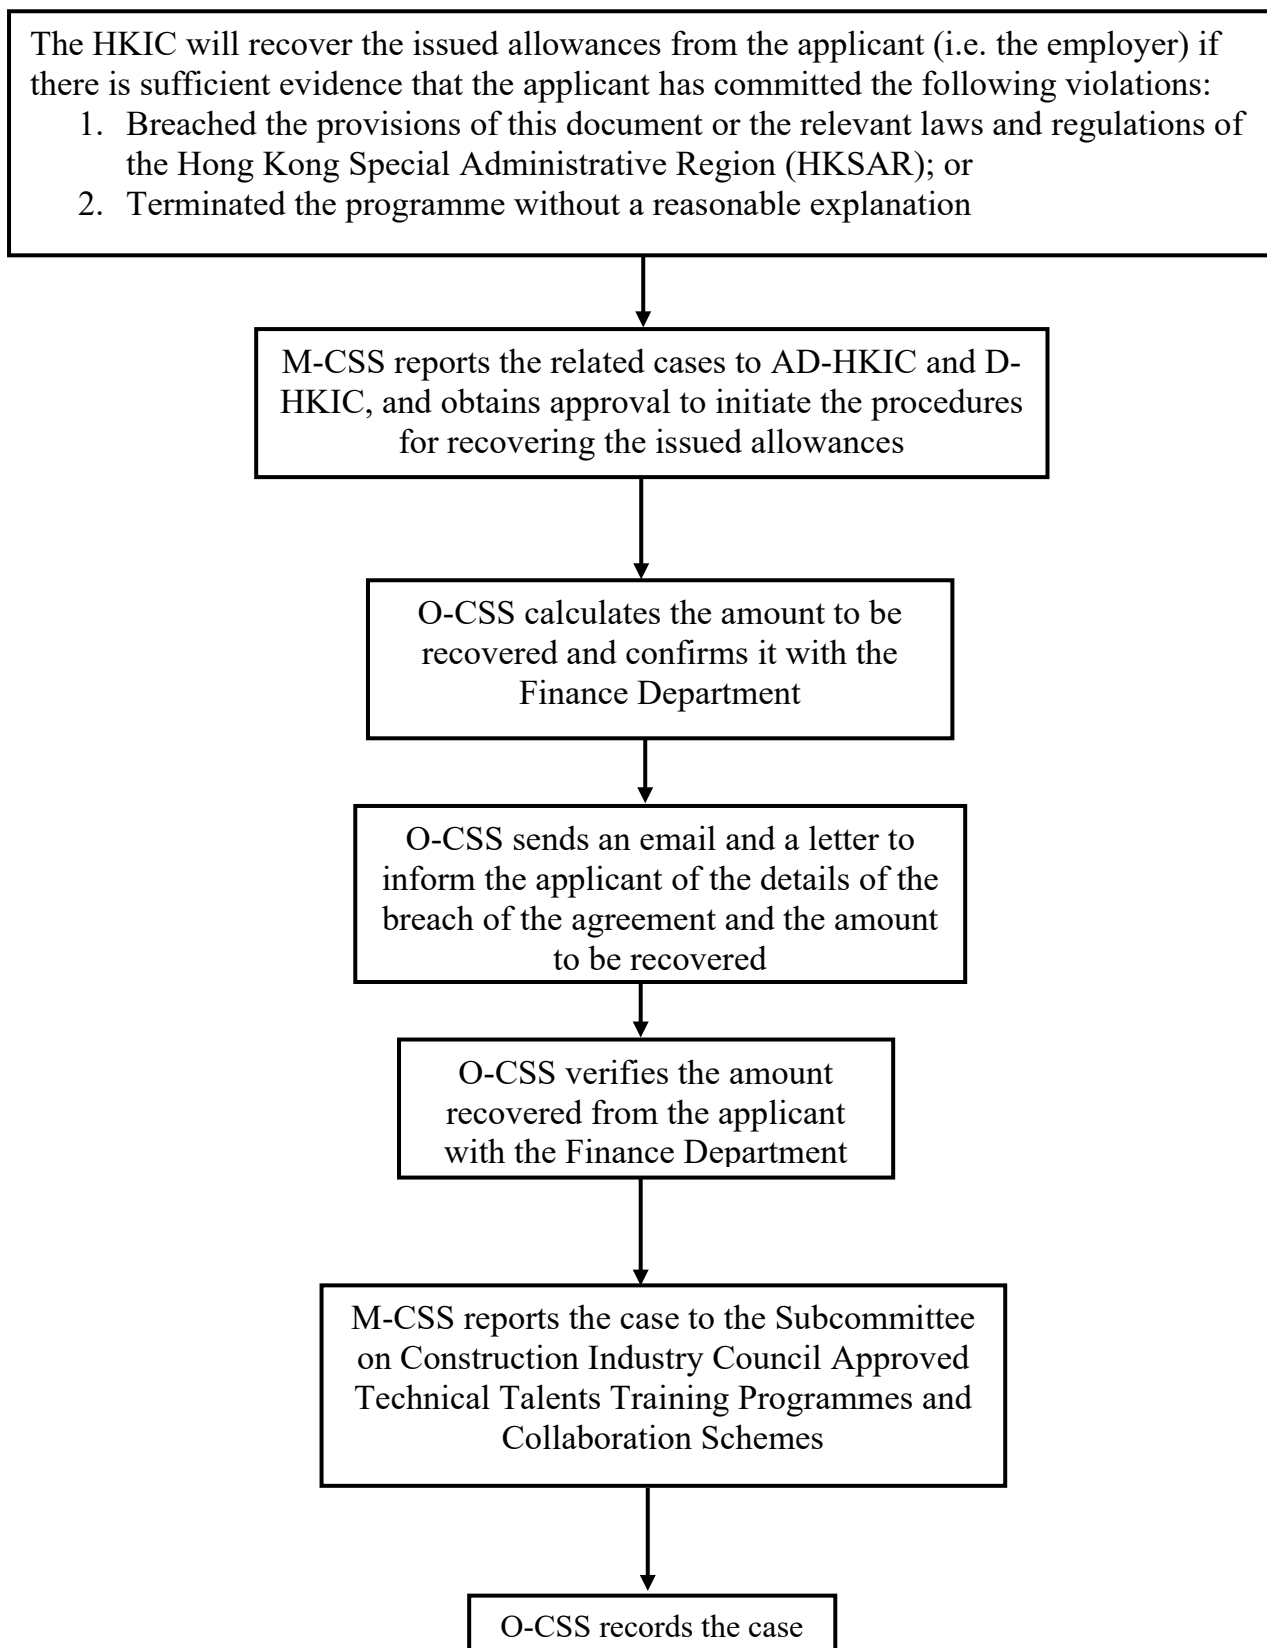 The HKIC will recover the issued allowances from the applicant (i.e. the employer) if
there is sufficient evidence that the applicant has committed the following violations:
1. Breached the provisions of this document or the relevant laws and regulations of
the Hong Kong Special Administrative Region (HKSAR); or
2. Terminated the programme without a reasonable explanation
M-CSS reports the related cases to AD-HKIC and D-
HKIC, and obtains approval to initiate the procedures
for recovering the issued allowances
O-CSS calculates the amount to be
recovered and confirms it with the
Finance Department
O-CSS sends an email and a letter to
inform the applicant of the details of the
breach of the agreement and the amount
to be recovered
O-CSS verifies the amount
recovered from the applicant
with the Finance Department
M-CSS reports the case to the Subcommittee
on Construction Industry Council Approved
Technical Talents Training Programmes and
Collaboration Schemes
O-CSS records the case